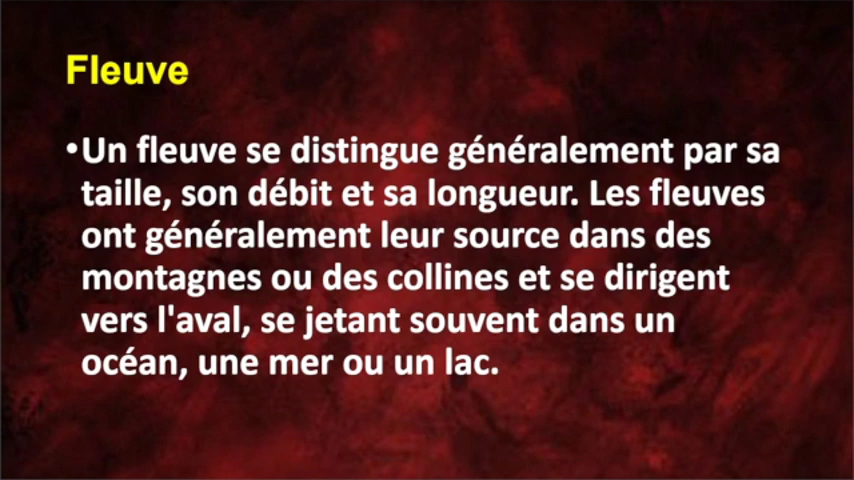 Fleuve
•Un fleuve se distingue généralement par sa
taille, son débit et sa longueur. Les fleuves
ont généralement leur source dans des
montagnes ou des collines et se dirigent
vers l'aval, se jetant souvent dans un
océan, une mer ou un lac.